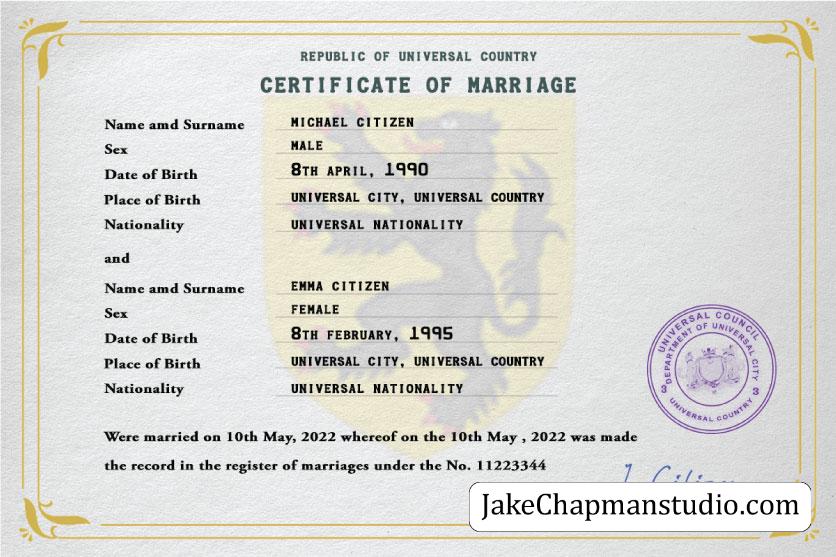 REPUBLIC OF UNIVERSAL COUNTRY
CERTIFICATE OF MARRIAGE
Name amd Surname MICHAEL CITIZEN
Sex MALE
Date of Birth 8TH APRIL, 1990
Place of Birth UNIVERSAL CITY, UNIVERSAL COUNTRY
Nationality UNIVERSAL NATIONALITY
and
Name amd Surname EMMA CITIZEN
Sex FEMALE
Date of Birth 8TH FEBRUARY, 1995
Place of Birth UNIVERSAL CITY, UNIVERSAL COUNTRY
Nationality UNIVERSAL NATIONALITY
UNIVERSAL COUNCIL
DEPARTMENT OF UNIVERSAL CITY
3 3
UNIVERSAL COUNTRY
Were married on 10th May, 2022 whereof on the 10th May , 2022 was made
the record in the register of marriages under the No. 11223344
JakeChapmanstudio.com